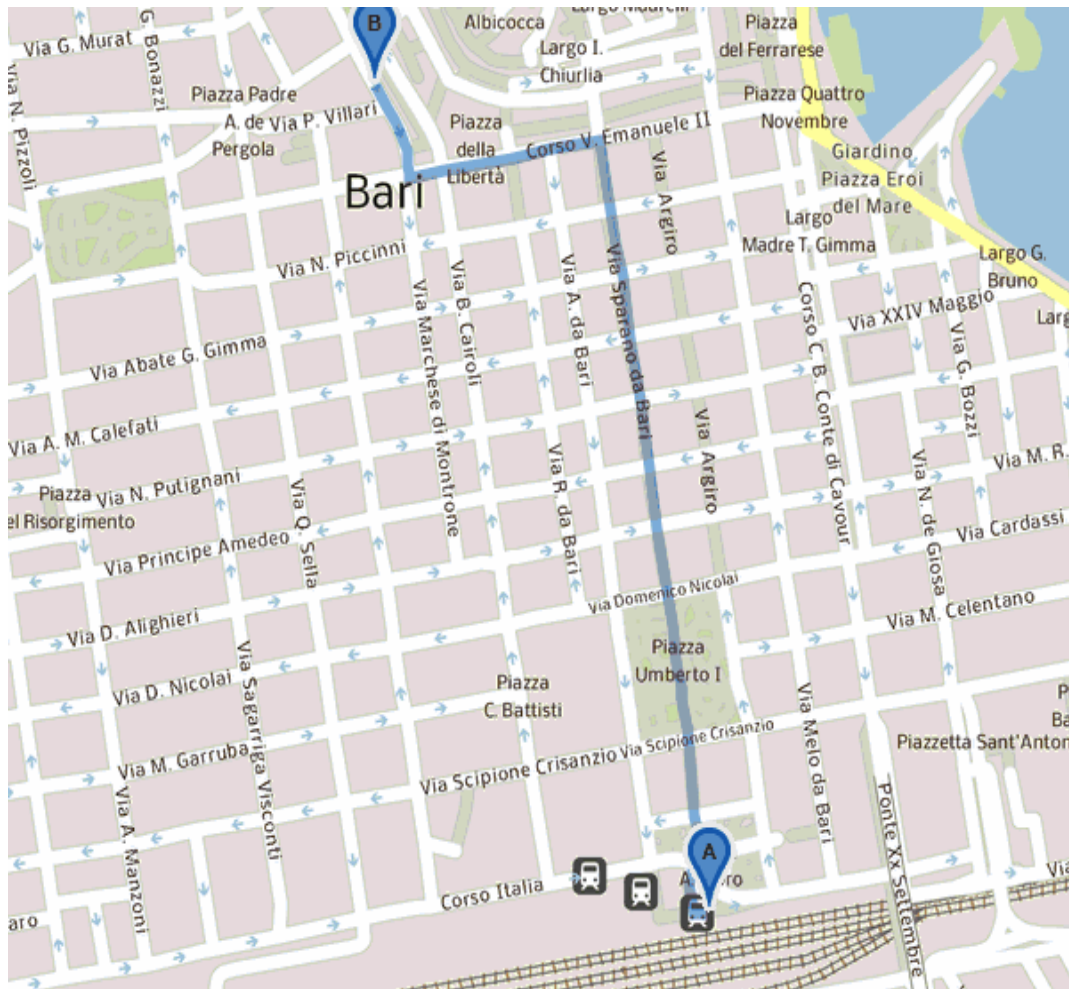 B
Albicocca
Largo I.
Chiurlia
Piazza
del Ferrarese
Via G. Murat
G. Bonazzi
Via N. Pizzoli
Piazza Padre
A. de
Pergola
Via P. Villari
Piazza
della
Libertà
Corso V. Emanuele II
Piazza Quattro
Novembre
Giardino
Piazza Eroi
del Mare
Bari
Via Argiro
Largo
Madre T. Gimma
Largo G.
Bruno
Via N. Piccinni
Via B. Cairoli
Via A. da Bari
Via Sparano da Bari
Via XXIV Maggio
Larg
Via Abate G. Gimma
Via Marchese di Montrone
Corso C. B. Conte di Cavour
Via G. Bozzi
Via A. M. Calefati
Via Argiro
Via M. R.
Piazza
el Risorgimento
Via N. Putignani
Via Q. Sella
Via R. da Bari
Via N. de Giosa
Via Cardassi
Via Principe Amedeo
Via Domenico Nicolai
Via M. Celentano
Via D. Alighieri
Piazza
Umberto I
Via D. Nicolai
Via Sagarriga Visconti
Piazza
C. Battisti
Via Melo da Bari
Piazzetta Sant'Anton
P
Ba
Via M. Garruba
Via Scipione Crisanzio
Via Scipione Crisanzio
Via A. Manzoni
Ponte Xx Settembre
A
Corso Italia
aro
Via